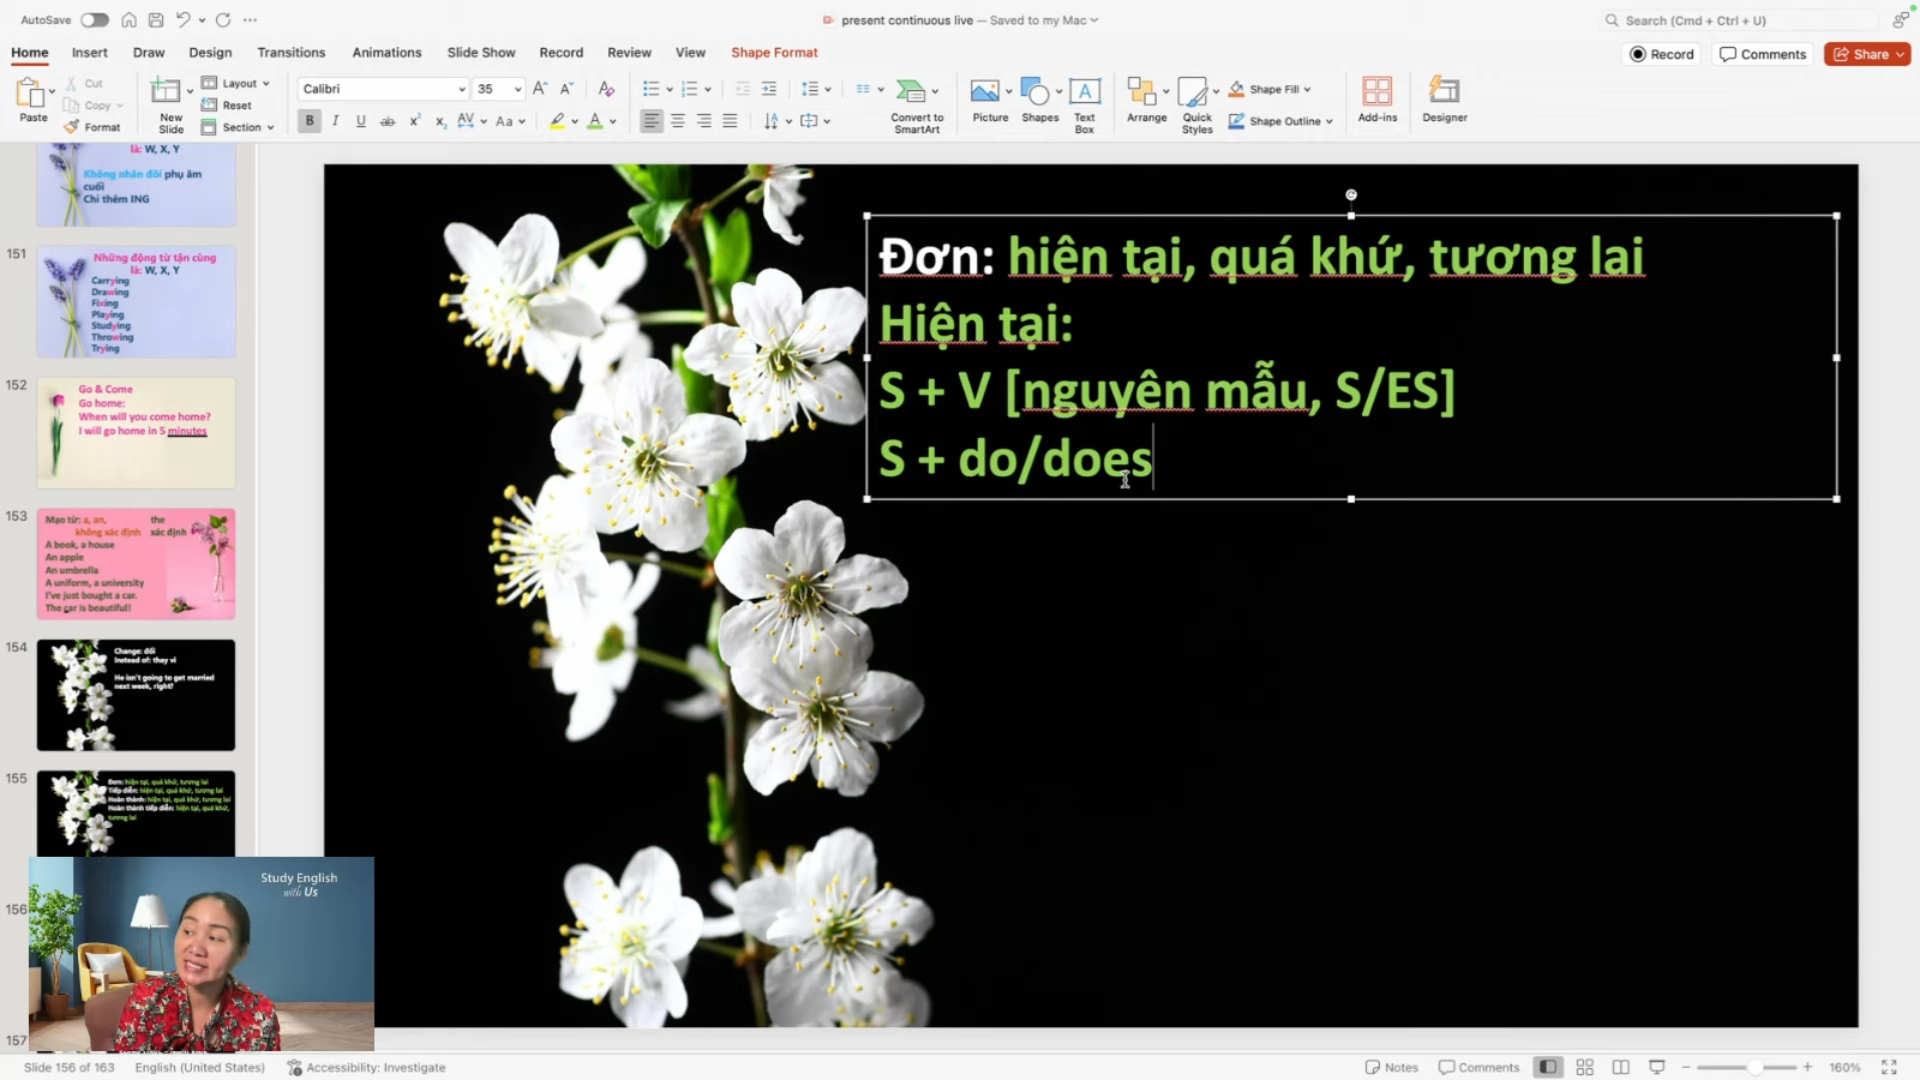 AutoSave
present continuous live — Saved to my Mac
Search (Cmd + Ctrl + U)
Home Insert Draw Design Transitions Animations Slide Show Record Review View Shape Format
Record Comments Share
Paste
Cut
Copy
Format
New Slide
Layout
Reset
Section
Calibri 35
Convert to SmartArt
Picture
Shapes
Text Box
Arrange
Quick Styles
Shape Fill
Shape Outline
Add-ins
Designer
là: W, X, Y
Không nhân đôi phụ âm
cuối
Chỉ thêm ING
151
Những động từ tận cùng
là: W, X, Y
Carrying
Drawing
Fixing
Playing
Studying
Throwing
Trying
152
Go & Come
Go home:
When will you come home?
I will go home in 5 minutes
153
Mạo từ: a, an, the
không xác định xác định
A book, a house
An apple
An umbrella
A uniform, a university
I've just bought a car.
The car is beautiful!
154
Change: đổi
Instead of: thay vì
He isn't going to get married
next week, right?
155
Đơn: hiện tại, quá khứ, tương lai
Tiếp diễn: hiện tại, quá khứ, tương lai
Hoàn thành: hiện tại, quá khứ, tương lai
Hoàn thành tiếp diễn: hiện tại, quá khứ,
tương lai
156
157
Đơn: hiện tại, quá khứ, tương lai
Hiện tại:
S + V [nguyên mẫu, S/ES]
S + do/does
Study English
with Us
Slide 156 of 163 English (United States) Accessibility: Investigate
Notes Comments 160%